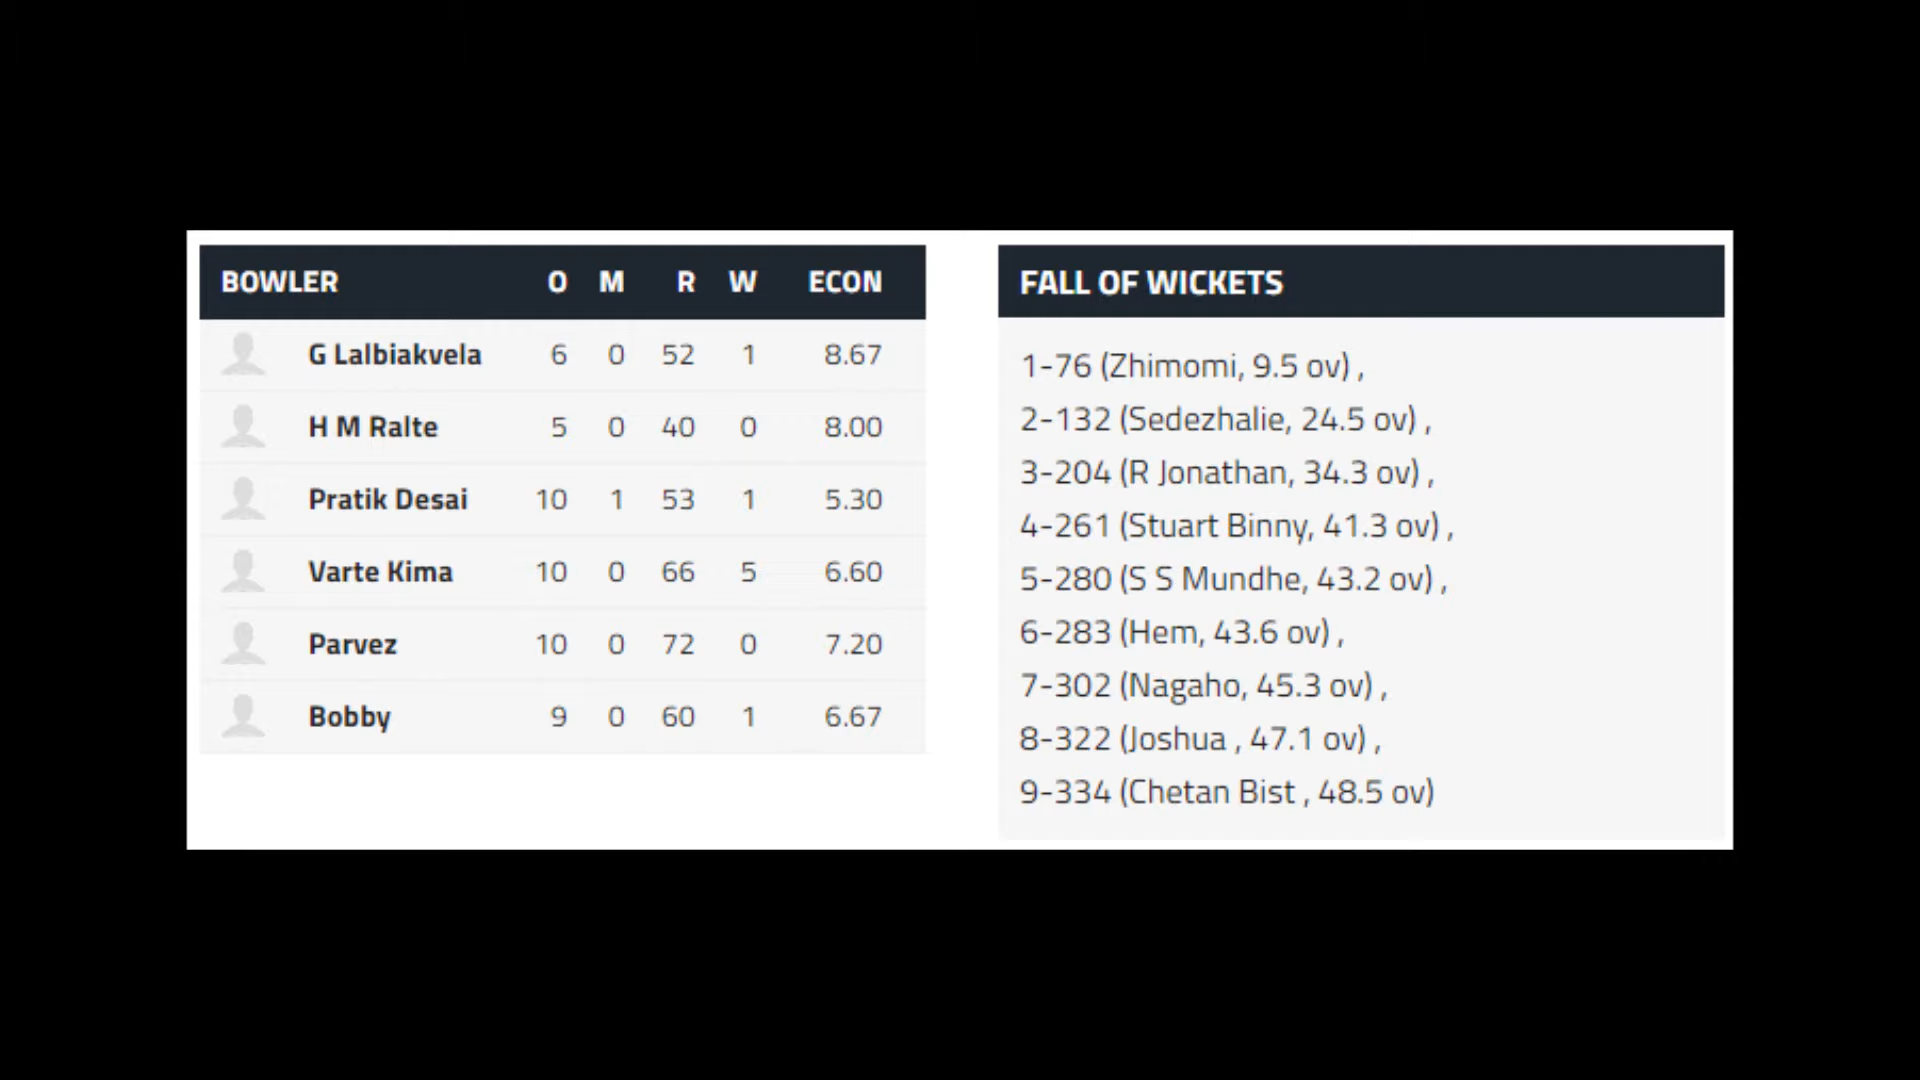 BOWLER O M R W ECON
G Lalbiakvela 6 0 52 1 8.67
H M Ralte 5 0 40 0 8.00
Pratik Desai 10 1 53 1 5.30
Varte Kima 10 0 66 5 6.60
Parvez 10 0 72 0 7.20
Bobby 9 0 60 1 6.67
FALL OF WICKETS
1-76 (Zhimomi, 9.5 ov) ,
2-132 (Sedezhalie, 24.5 ov) ,
3-204 (R Jonathan, 34.3 ov) ,
4-261 (Stuart Binny, 41.3 ov) ,
5-280 (S S Mundhe, 43.2 ov) ,
6-283 (Hem, 43.6 ov) ,
7-302 (Nagaho, 45.3 ov) ,
8-322 (Joshua , 47.1 ov) ,
9-334 (Chetan Bist , 48.5 ov)